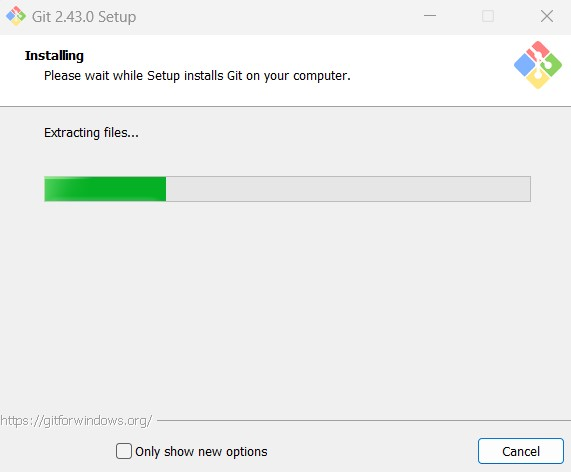 Git 2.43.0 Setup
Installing
Please wait while Setup installs Git on your computer.
Extracting files...
https://gitforwindows.org/
Only show new options
Cancel